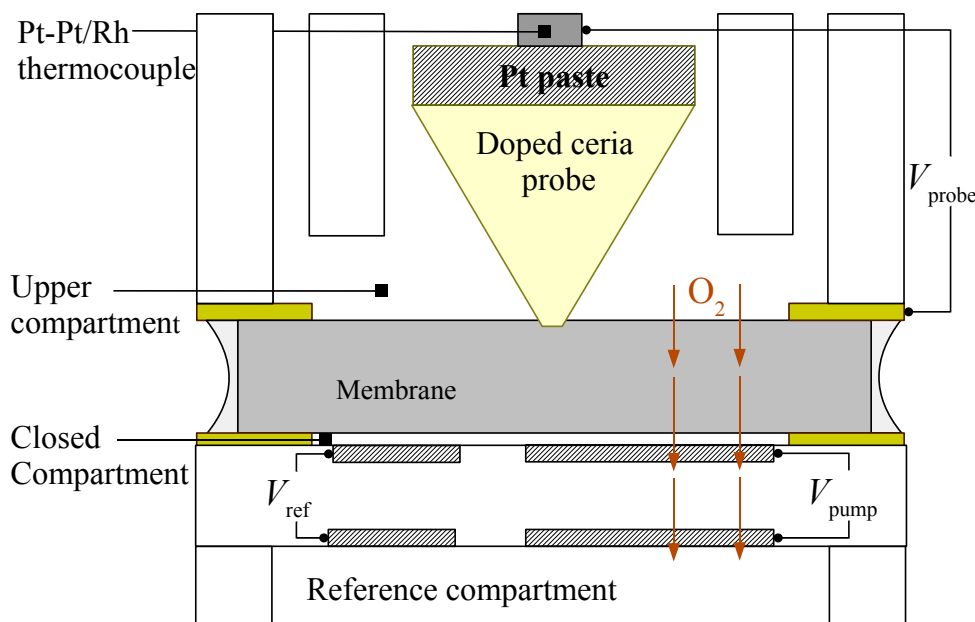 Pt-Pt/Rh
thermocouple
Pt paste
Doped ceria
probe
V probe
Upper
compartment
O2
Membrane
Closed
Compartment
V ref
V pump
Reference compartment